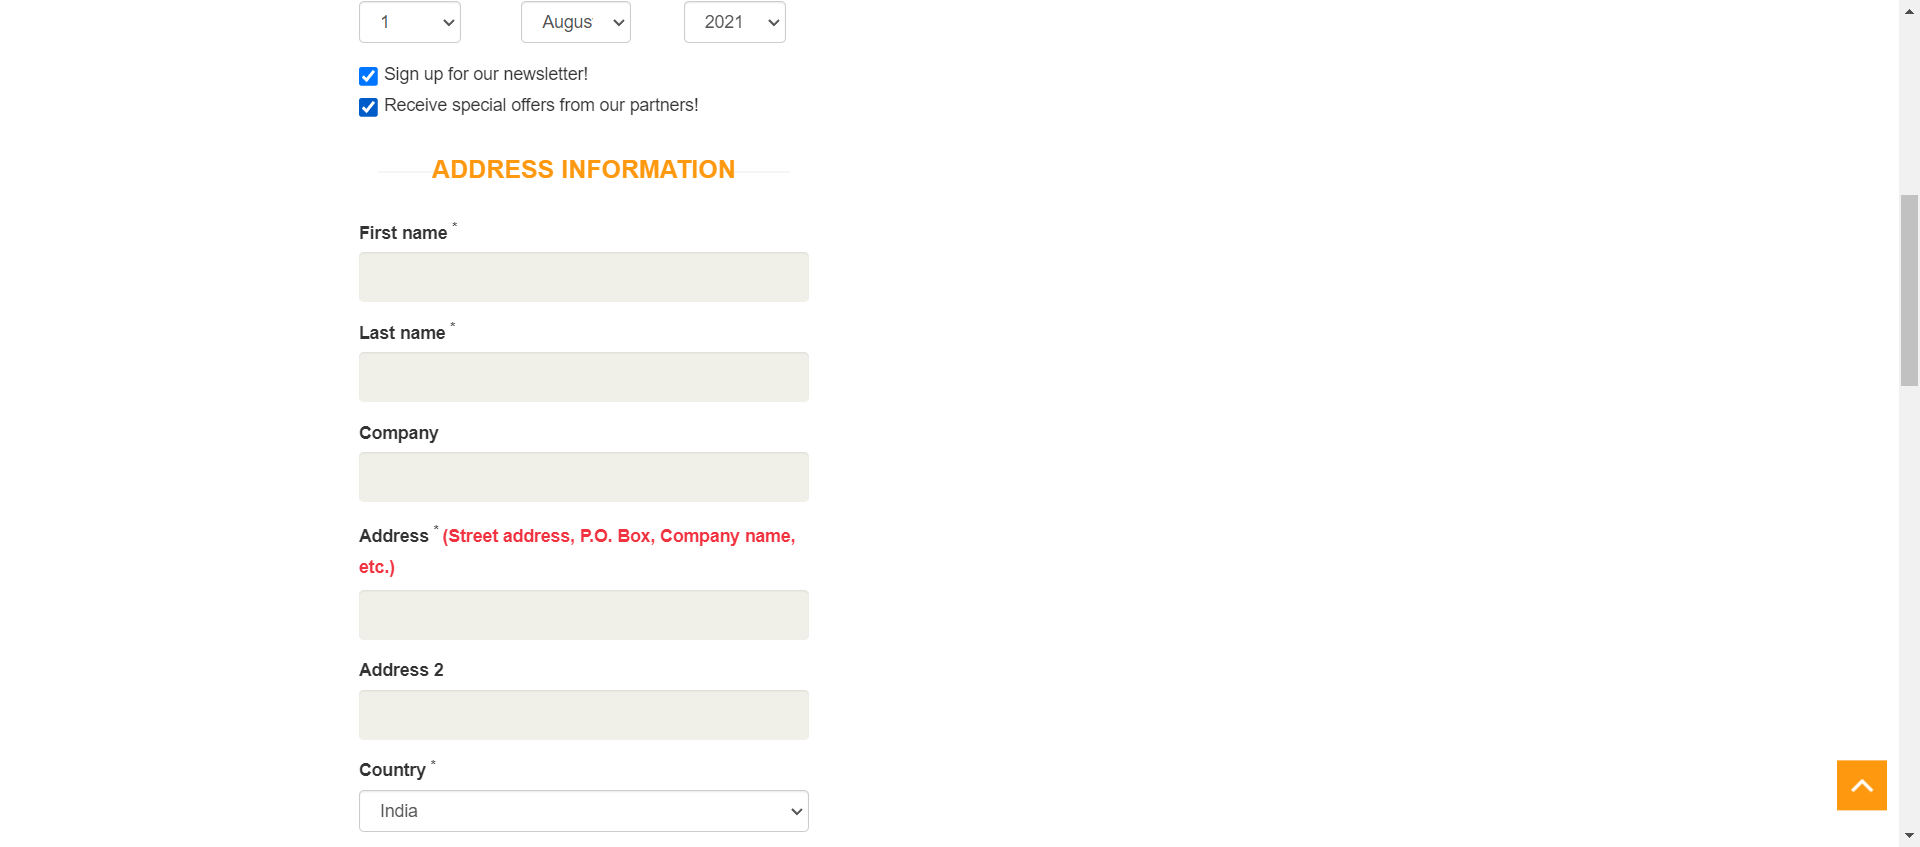 1 Augus 2021
Sign up for our newsletter!
Receive special offers from our partners!
ADDRESS INFORMATION
First name *
Last name *
Company
Address * (Street address, P.O. Box, Company name,
etc.)
Address 2
Country *
India